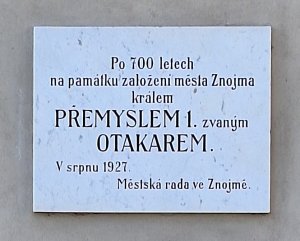 Po 700 letech
na památku založení města Znojma
králem
PŘEMYSLEM I. zvaným
OTAKAREM.
V srpnu 1927.
Městská rada ve Znojmě.